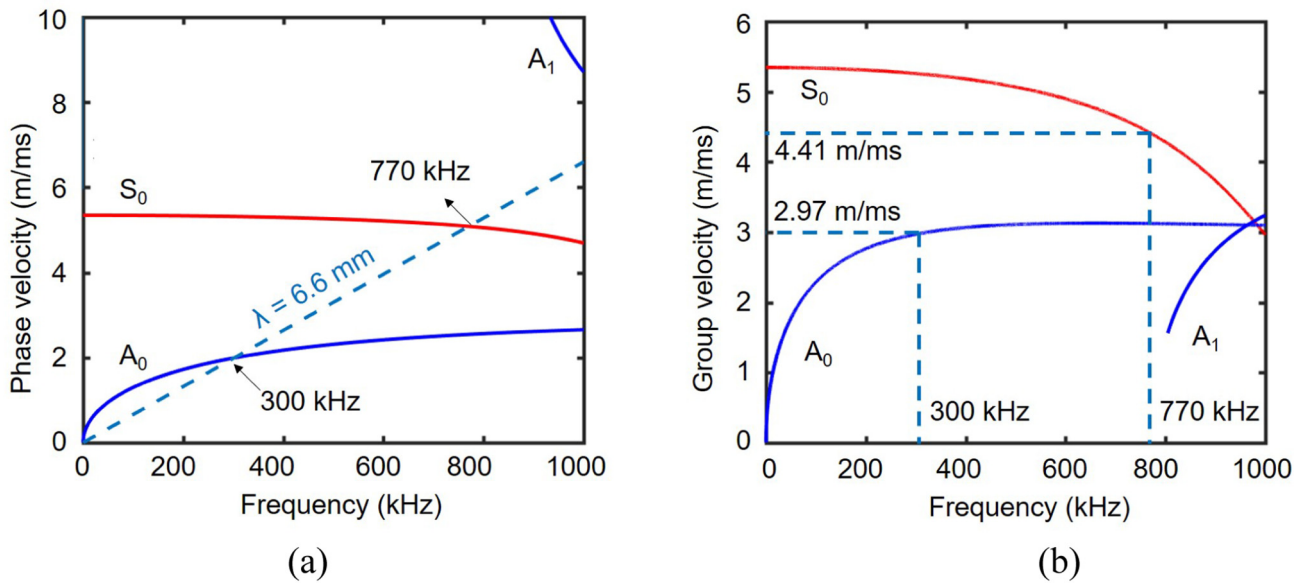 10
8
6
4
2
0
Phase velocity (m/ms)
A1
770 kHz
S0
λ = 6.6 mm
A0
300 kHz
0 200 400 600 800 1000
Frequency (kHz)
(a)
6
5
4
3
2
1
0
Group velocity (m/ms)
S0
4.41 m/ms
2.97 m/ms
A0
A1
300 kHz
770 kHz
0 200 400 600 800 1000
Frequency (kHz)
(b)